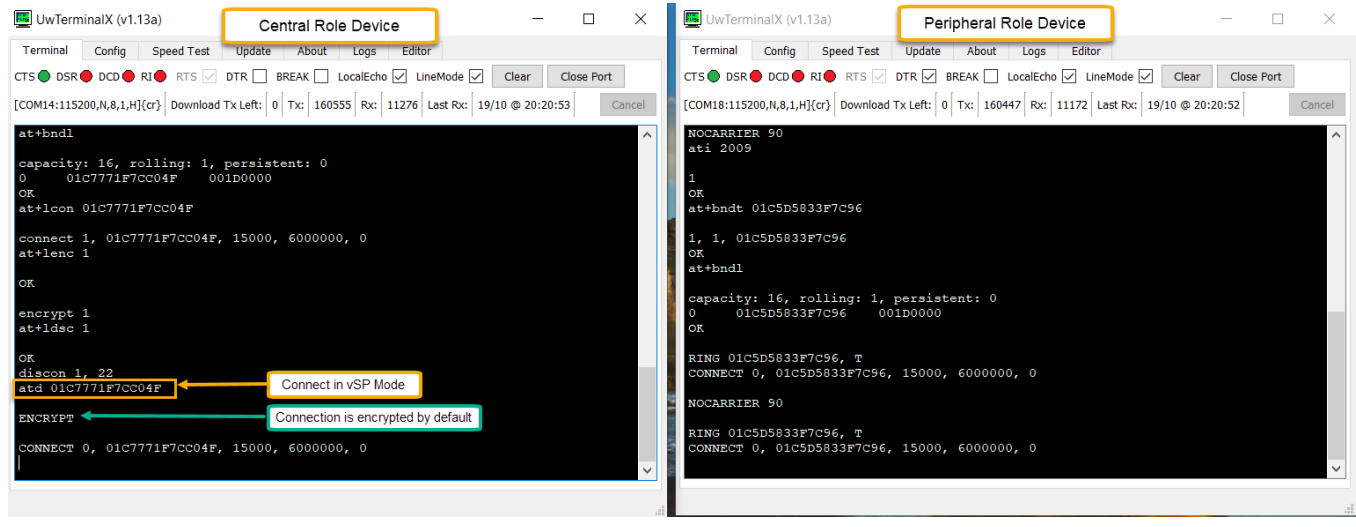 UwTerminalX (v1.13a)
Central Role Device
Terminal Config Speed Test Update About Logs Editor
CTS DSR DCD RI RTS DTR BREAK LocalEcho LineMode Clear Close Port
[COM14:115200,N,8,1,H]{cr} Download Tx Left: 0 Tx: 160555 Rx: 11276 Last Rx: 19/10 @ 20:20:53 Cancel
at+bndl
capacity: 16, rolling: 1, persistent: 0
0 01C7771F7CC04F 001D0000
OK
at+lcon 01C7771F7CC04F
connect 1, 01C7771F7CC04F, 15000, 6000000, 0
at+lenc 1
OK
encrypt 1
at+ldsc 1
OK
discon 1, 22
atd 01C7771F7CC04F
Connect in vSP Mode
ENCRYPT
Connection is encrypted by default
CONNECT 0, 01C7771F7CC04F, 15000, 6000000, 0
UwTerminalX (v1.13a)
Peripheral Role Device
Terminal Config Speed Test Update About Logs Editor
CTS DSR DCD RI RTS DTR BREAK LocalEcho LineMode Clear Close Port
[COM18:115200,N,8,1,H]{cr} Download Tx Left: 0 Tx: 160447 Rx: 11172 Last Rx: 19/10 @ 20:20:52 Cancel
NOCARRIER 90
ati 2009
1
OK
at+bndt 01C5D5833F7C96
1, 1, 01C5D5833F7C96
OK
at+bndl
capacity: 16, rolling: 1, persistent: 0
0 01C5D5833F7C96 001D0000
OK
RING 01C5D5833F7C96, T
CONNECT 0, 01C5D5833F7C96, 15000, 6000000, 0
NOCARRIER 90
RING 01C5D5833F7C96, T
CONNECT 0, 01C5D5833F7C96, 15000, 6000000, 0